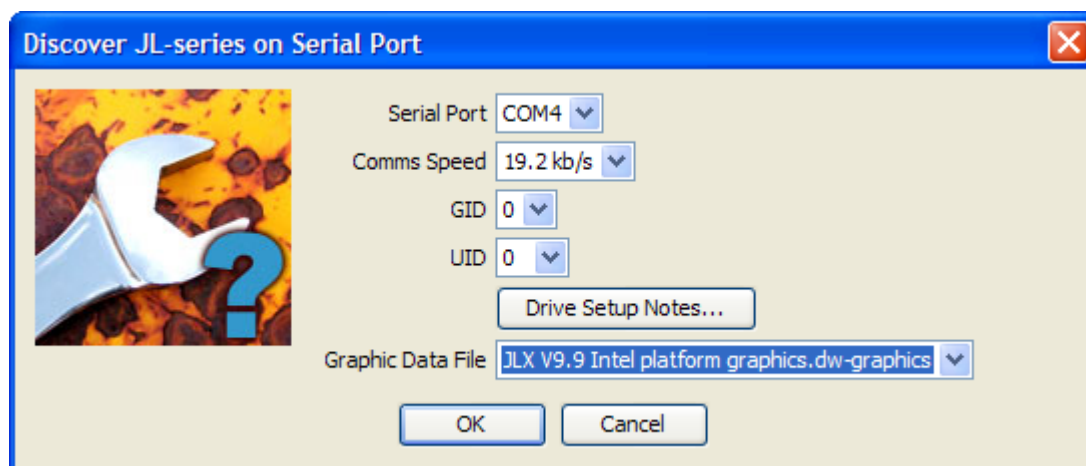 Discover JL-series on Serial Port
Serial Port COM4
Comms Speed 19.2 kb/s
GID 0
UID 0
Drive Setup Notes...
Graphic Data File JLX V9.9 Intel platform graphics.dw-graphics
OK Cancel